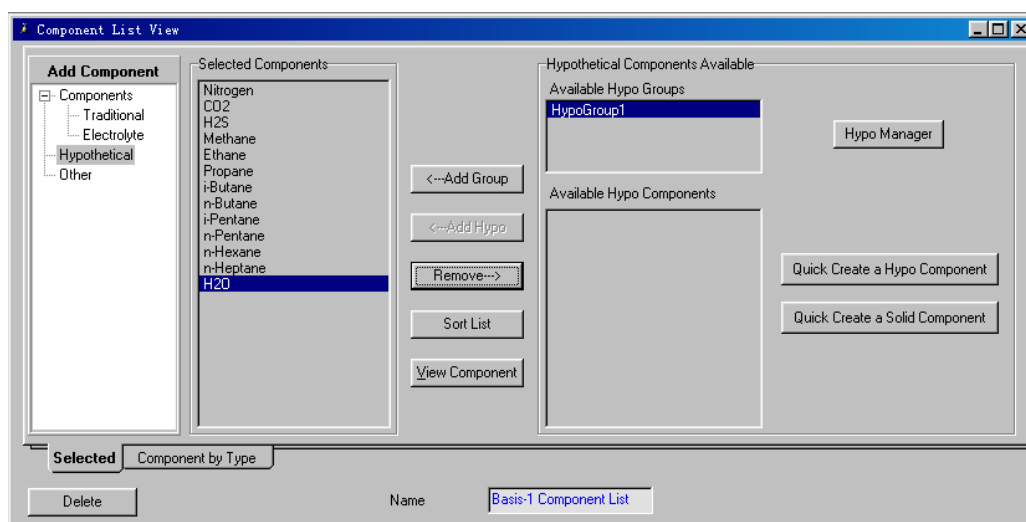 Component List View
Add Component
Components
Traditional
Electrolyte
Hypothetical
Other
Selected Components
Nitrogen
CO2
H2S
Methane
Ethane
Propane
i-Butane
n-Butane
i-Pentane
n-Pentane
n-Hexane
n-Heptane
H2O
<---Add Group
<---Add Hypo
Remove--->
Sort List
View Component
Hypothetical Components Available
Available Hypo Groups
HypoGroup1
Hypo Manager
Available Hypo Components
Quick Create a Hypo Component
Quick Create a Solid Component
Selected
Component by Type
Delete
Name
Basis-1 Component List